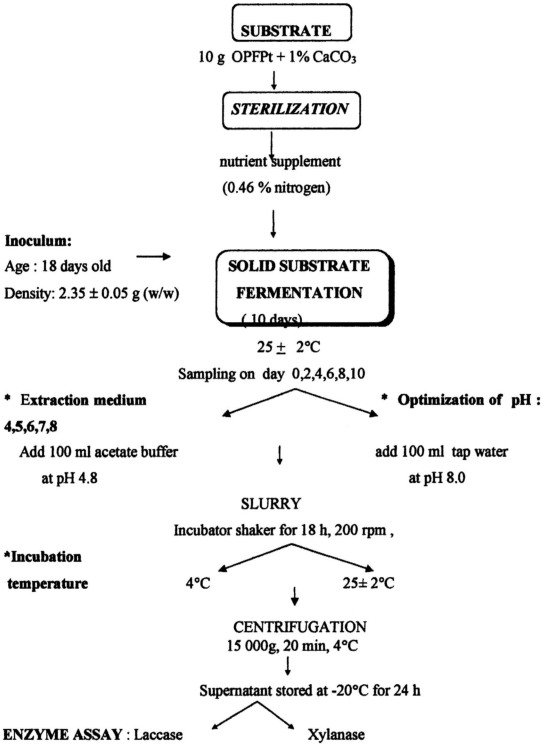 SUBSTRATE
10 g OPFPt + 1% CaCO₃
STERILIZATION
nutrient supplement
(0.46 % nitrogen)
Inoculum:
Age : 18 days old
Density: 2.35 ± 0.05 g (w/w)
SOLID SUBSTRATE
FERMENTATION
( 10 days)
25 ± 2°C
Sampling on day 0,2,4,6,8,10
* Extraction medium
* Optimization of pH :
4,5,6,7,8
Add 100 ml acetate buffer
at pH 4.8
add 100 ml tap water
at pH 8.0
SLURRY
Incubator shaker for 18 h, 200 rpm ,
*Incubation
temperature
4°C
25± 2°C
CENTRIFUGATION
15 000g, 20 min, 4°C
Supernatant stored at -20°C for 24 h
ENZYME ASSAY : Laccase
Xylanase